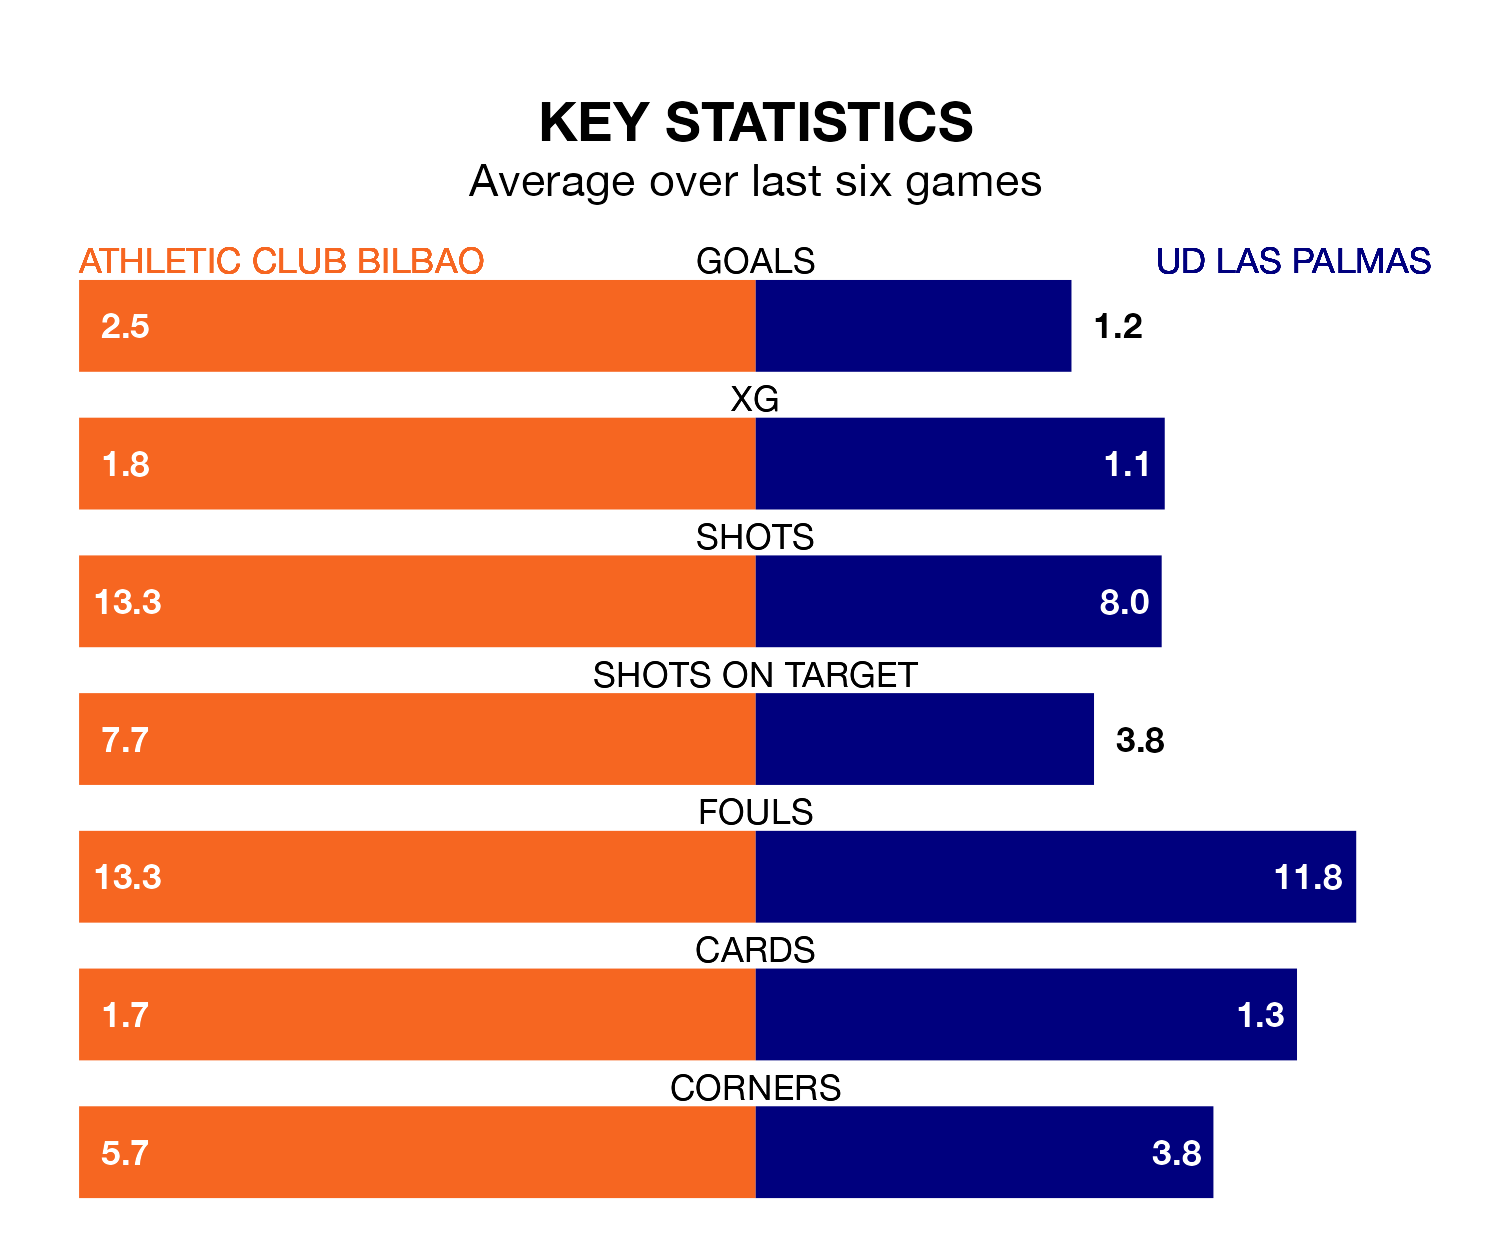 KEY STATISTICS
Average over last six games
ATHLETIC CLUB BILBAO GOALS UD LAS PALMAS
2.5 1.2
XG
1.8 1.1
SHOTS
13.3 8.0
SHOTS ON TARGET
7.7 3.8
FOULS
13.3 11.8
CARDS
1.7 1.3
CORNERS
5.7 3.8